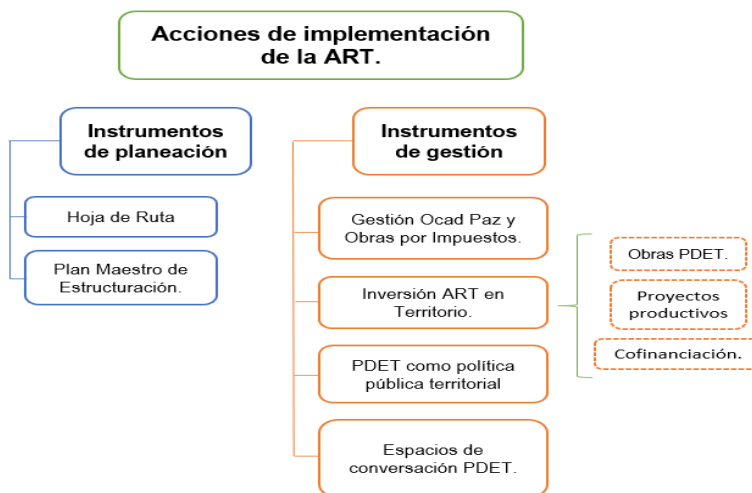 Acciones de implementación
de la ART.
Instrumentos
de planeación
Hoja de Ruta
Plan Maestro de
Estructuración.
Instrumentos
de gestión
Gestión Ocad Paz y
Obras por Impuestos.
Inversión ART en
Territorio.
PDET como política
pública territorial
Espacios de
conversación PDET.
Obras PDET.
Proyectos
productivos
Cofinanciación.